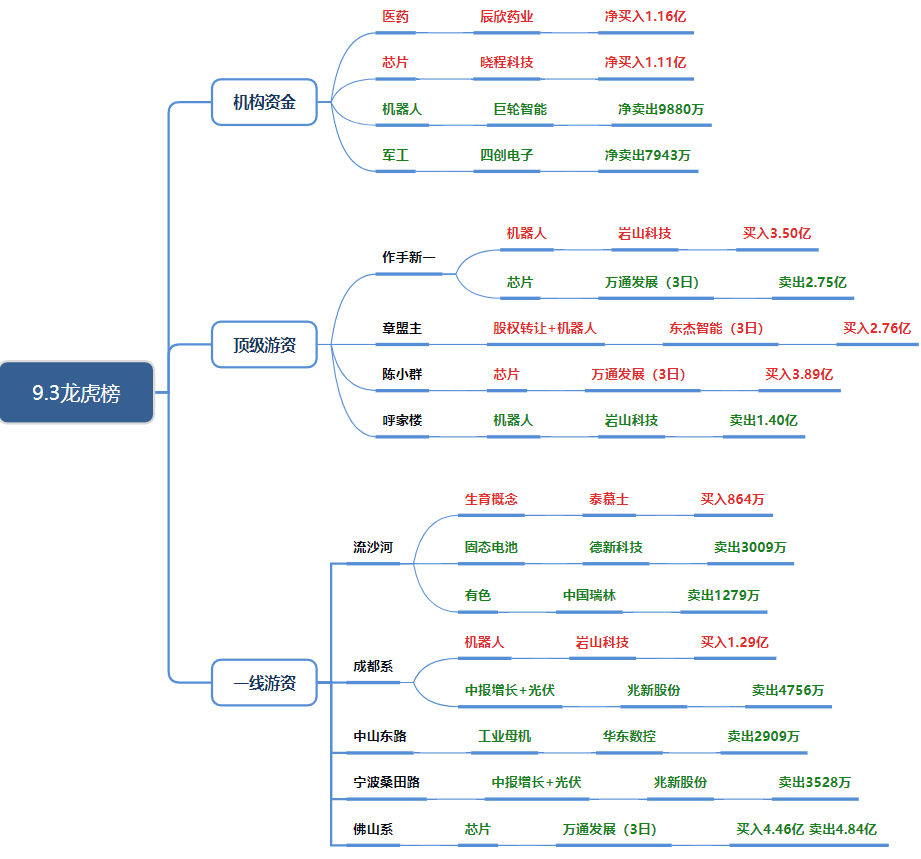 9.3龙虎榜
机构资金
医药 辰欣药业 净买入1.16亿
芯片 晓程科技 净买入1.11亿
机器人 巨轮智能 净卖出9880万
军工 四创电子 净卖出7943万
顶级游资
作手新一
机器人 岩山科技 买入3.50亿
芯片 万通发展（3日） 卖出2.75亿
章盟主 股权转让+机器人 东杰智能（3日） 买入2.76亿
陈小群 芯片 万通发展（3日） 买入3.89亿
呼家楼 机器人 岩山科技 卖出1.40亿
一线游资
流沙河
生育概念 泰慕士 买入864万
固态电池 德新科技 卖出3009万
有色 中国瑞林 卖出1279万
成都系
机器人 岩山科技 买入1.29亿
中报增长+光伏 兆新股份 卖出4756万
中山东路 工业母机 华东数控 卖出2909万
宁波桑田路 中报增长+光伏 兆新股份 卖出3528万
佛山系 芯片 万通发展（3日） 买入4.46亿 卖出4.84亿